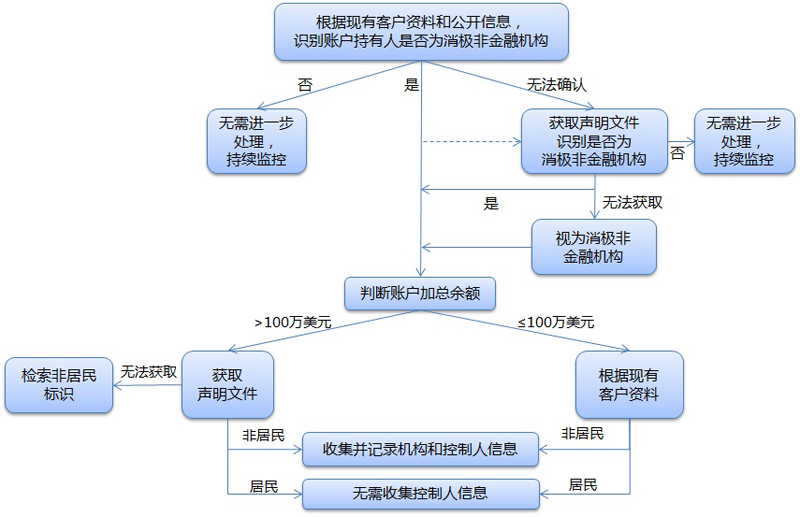 根据现有客户资料和公开信息，
识别账户持有人是否为消极非金融机构
否
是
无法确认
无需进一步
处理，
持续监控
获取声明文件
识别是否为
消极非金融机构
否
无需进一步
处理，
持续监控
是
无法获取
视为消极非
金融机构
判断账户加总余额
>100万美元
≤100万美元
检索非居民
标识
无法获取
获取
声明文件
根据现有
客户资料
非居民
收集并记录机构和控制人信息
非居民
居民
无需收集控制人信息
居民